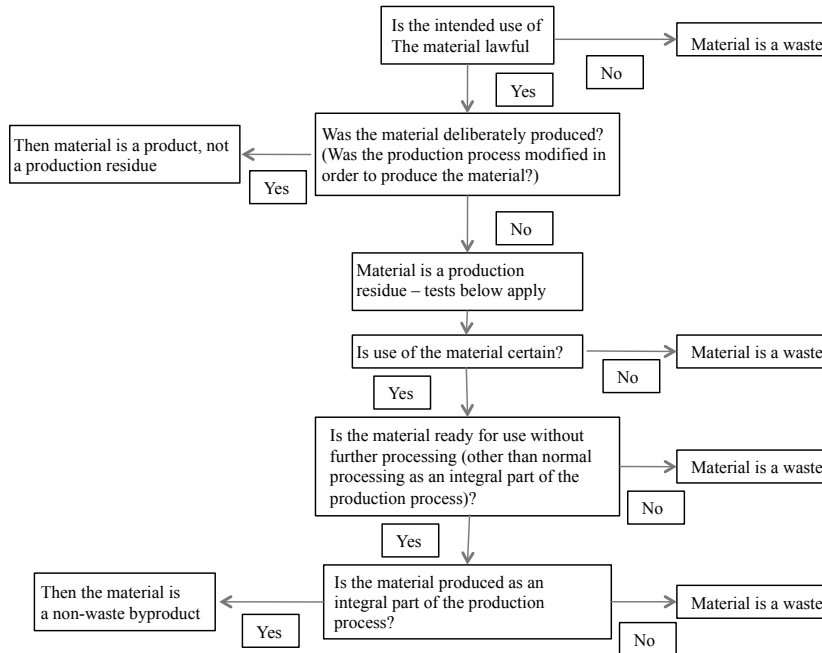 Is the intended use of
The material lawful
Material is a waste
No
Yes
Then material is a product, not
a production residue
Was the material deliberately produced?
(Was the production process modified in
order to produce the material?)
Yes
No
Material is a production
residue – tests below apply
Is use of the material certain?
Material is a waste
No
Yes
Is the material ready for use without
further processing (other than normal
processing as an integral part of the
production process)?
Material is a waste
No
Yes
Then the material is
a non-waste byproduct
Is the material produced as an
integral part of the production
process?
Material is a waste
Yes
No